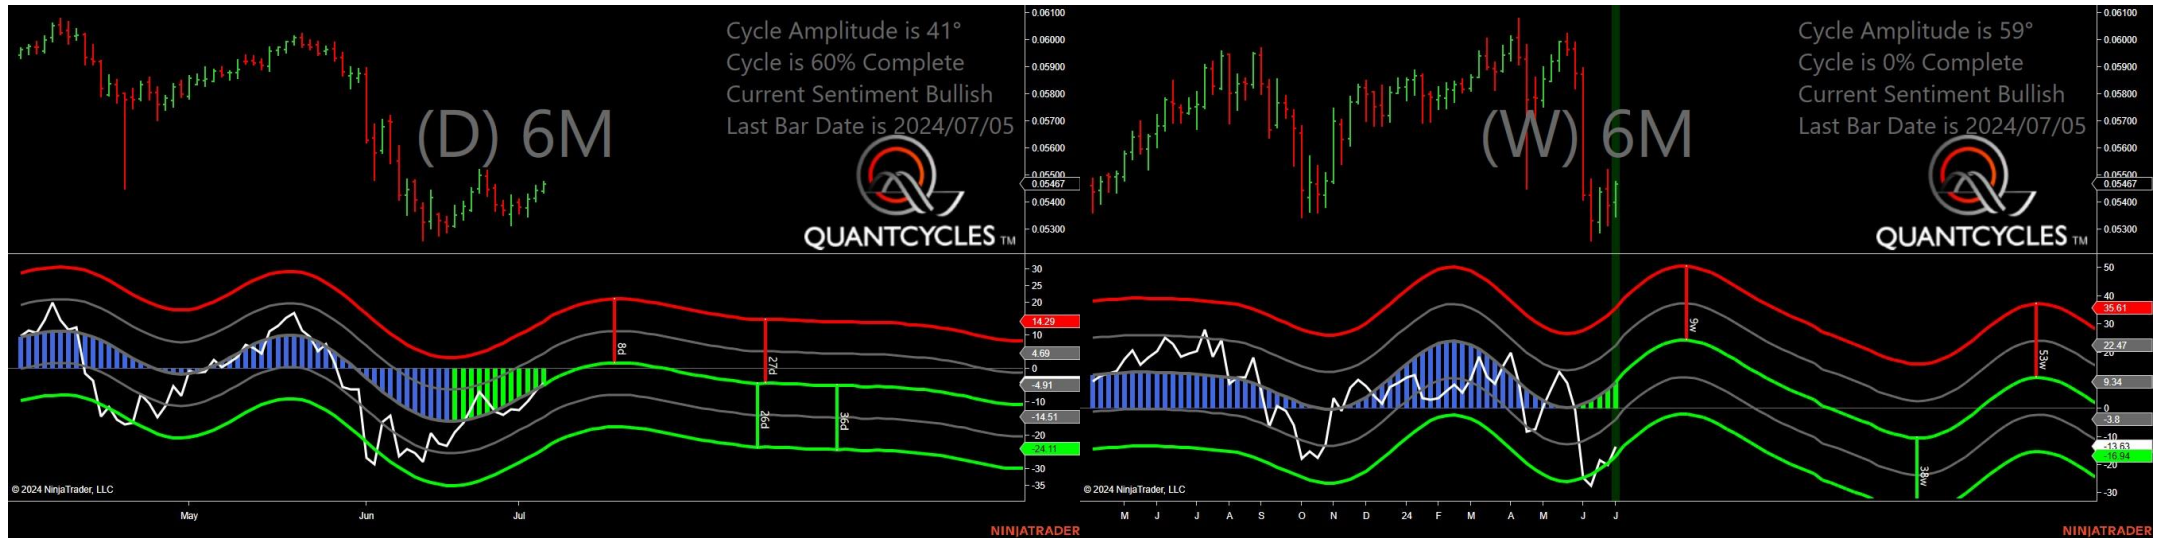 Cycle Amplitude is 41°
Cycle is 60% Complete
Current Sentiment Bullish
Last Bar Date is 2024/07/05
(D) 6M
QUANTCYCLES TM
0.06100
0.06000
0.05900
0.05800
0.05700
0.05600
0.05500
0.05467
0.05400
0.05300
30
25
20
14.29
10
4.69
0
-4.91
-10
-14.51
-20
-24.11
-30
-35
8d
27d
26d
36d
© 2024 NinjaTrader, LLC
May Jun Jul
NINJATRADER
Cycle Amplitude is 59°
Cycle is 0% Complete
Current Sentiment Bullish
Last Bar Date is 2024/07/05
(W) 6M
QUANTCYCLES TM
0.06100
0.06000
0.05900
0.05800
0.05700
0.05600
0.05500
0.05467
0.05400
0.05300
50
40
35.61
30
22.47
20
9.34
0
-3.8
-10
-13.63
-16.94
-20
-30
9w
53w
38w
© 2024 NinjaTrader, LLC
M J J A S O N D 24 F M A M J J
NINJATRADER